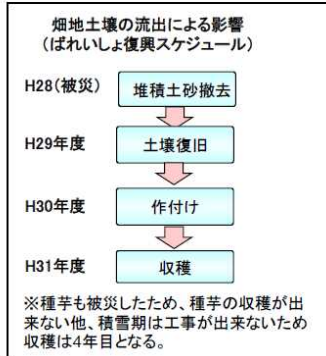 畑地土壌の流出による影響
（ばれいしょ復興スケジュール）
H28（被災） 堆積土砂撤去
H29年度 土壌復旧
H30年度 作付け
H31年度 収穫
※種芋も被災したため、種芋の収穫が出
来ない他、積雪期は工事が出来ないため
収穫は4年目となる。